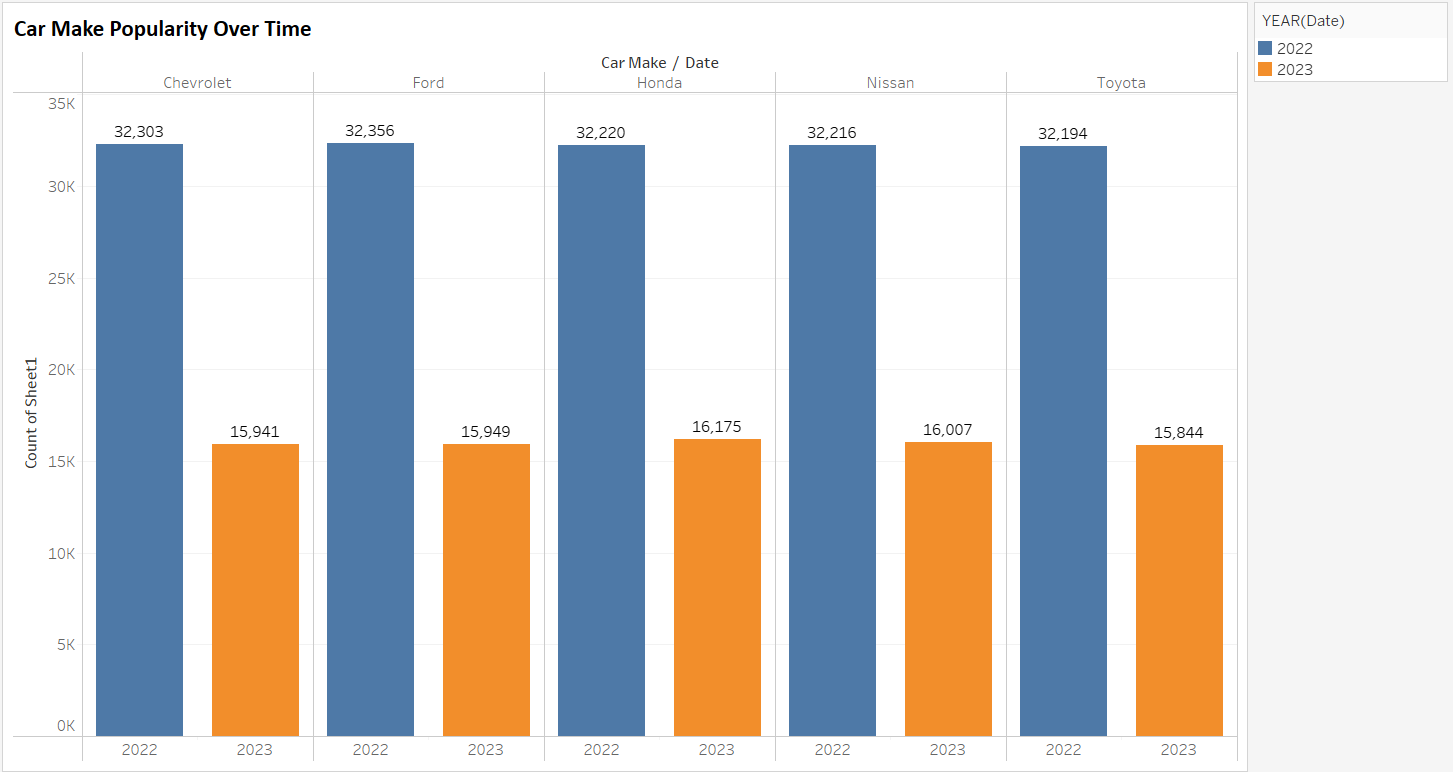 Car Make Popularity Over Time
YEAR(Date)
2022
2023
Car Make / Date
Chevrolet Ford Honda Nissan Toyota
35K
30K
25K
20K
15K
10K
5K
0K
Count of Sheet1
32,303 32,356 32,220 32,216 32,194
15,941 15,949 16,175 16,007 15,844
2022 2023 2022 2023 2022 2023 2022 2023 2022 2023